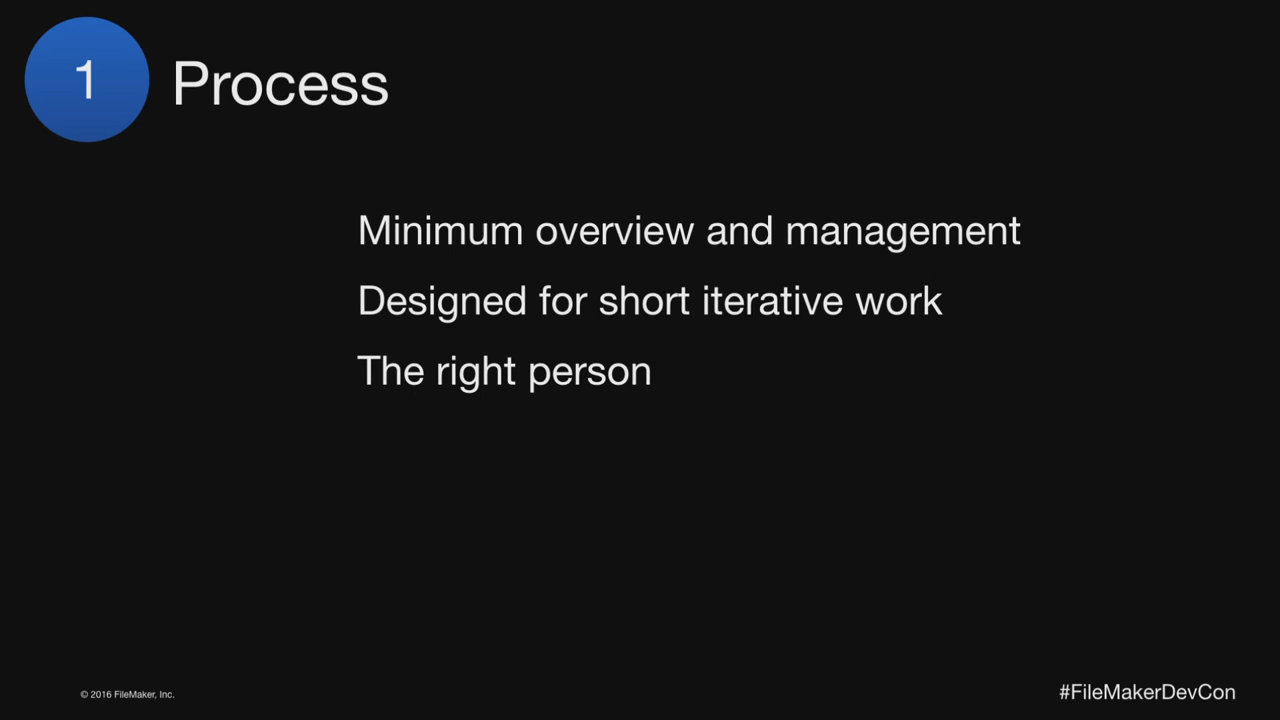 1
Process
Minimum overview and management
Designed for short iterative work
The right person
© 2016 FileMaker, Inc.
#FileMakerDevCon